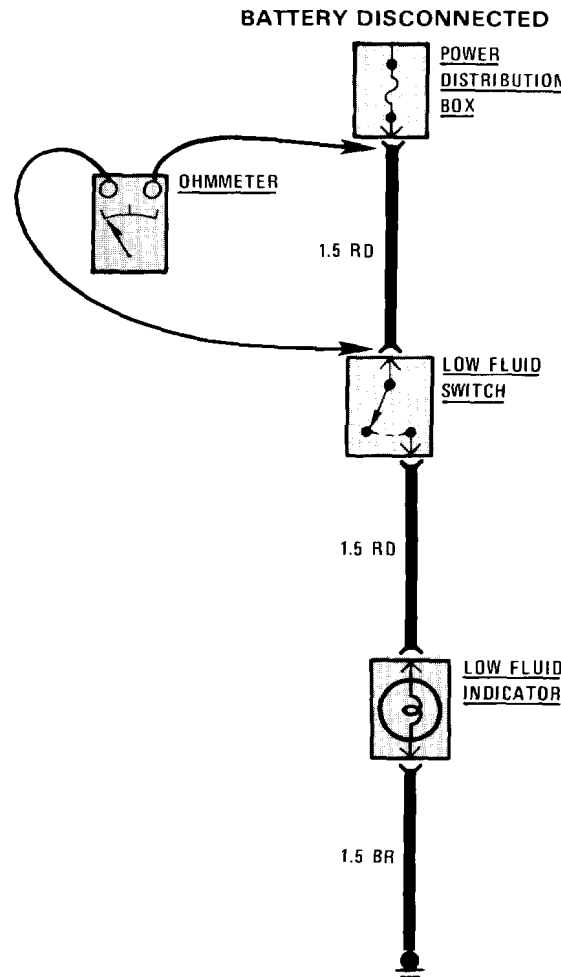 BATTERY DISCONNECTED
POWER
DISTRIBUTION
BOX
OHMMETER
1.5 RD
LOW FLUID
SWITCH
1.5 RD
LOW FLUID
INDICATOR
1.5 BR